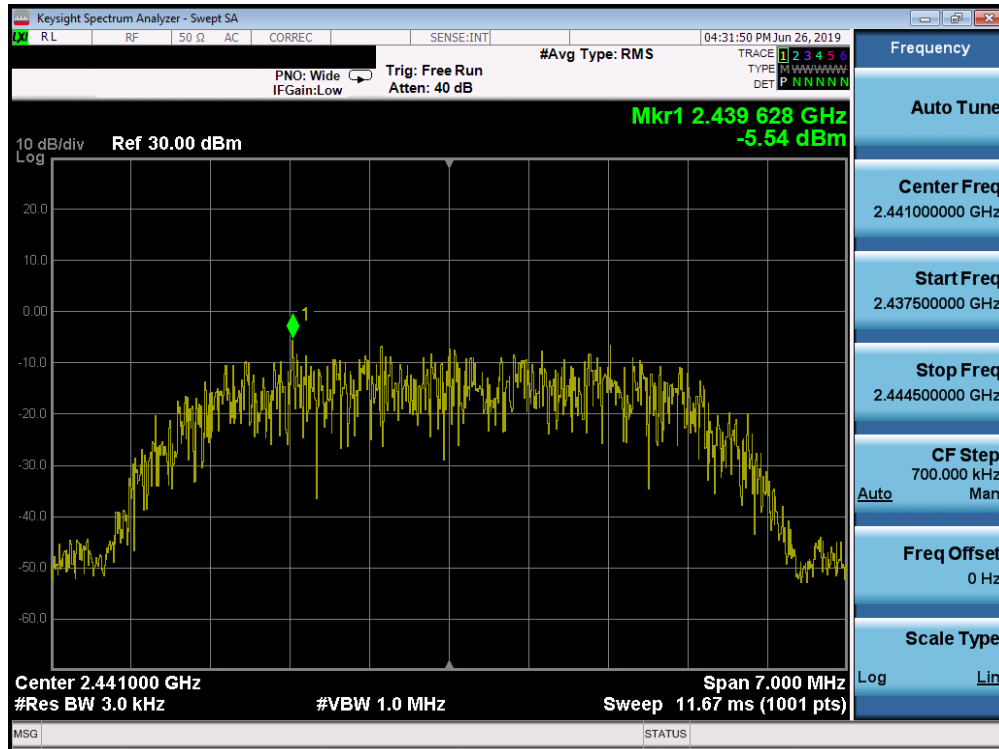 Keysight Spectrum Analyzer - Swept SA
LXI RL RF 50 Ω AC CORREC SENSE:INT 04:31:50 PM Jun 26, 2019
#Avg Type: RMS
TRACE 1 2 3 4 5 6
TYPE M WWWWW
DET P N N N N N
PNO: Wide
IFGain:Low
Trig: Free Run
Atten: 40 dB
Mkr1 2.439 628 GHz
-5.54 dBm
10 dB/div
Log
Ref 30.00 dBm
20.0
10.0
0.00
-10.0
-20.0
-30.0
-40.0
-50.0
-60.0
1
Center 2.441000 GHz
#Res BW 3.0 kHz
#VBW 1.0 MHz
Span 7.000 MHz
Sweep 11.67 ms (1001 pts)
MSG
STATUS
Frequency
Auto Tune
Center Freq
2.441000000 GHz
Start Freq
2.437500000 GHz
Stop Freq
2.444500000 GHz
CF Step
700.000 kHz
Auto Man
Freq Offset
0 Hz
Scale Type
Log Lin